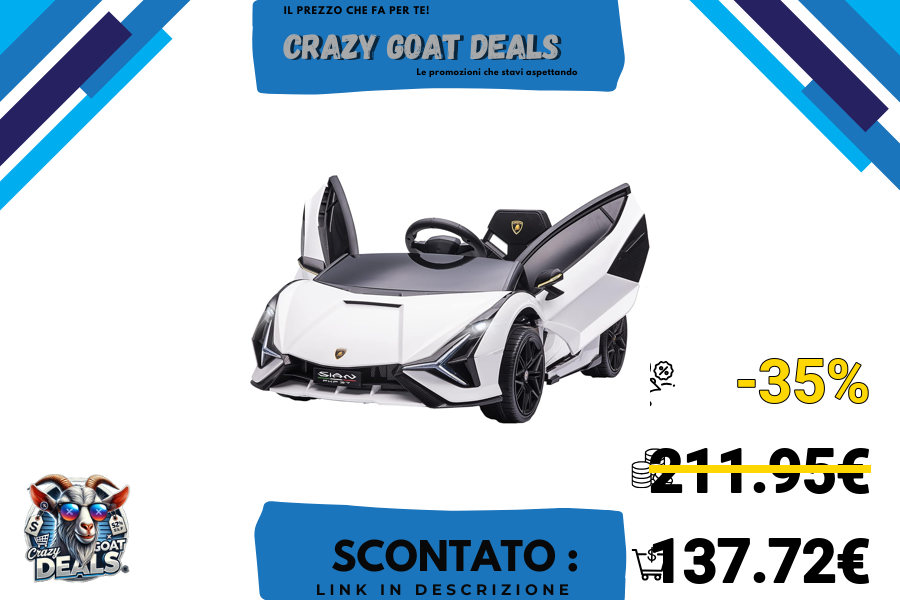 IL PREZZO CHE FA PER TE!
CRAZY GOAT DEALS
Le promozioni che stavi aspettando
SIÁN
-35%
211.95€
SCONTATO :
137.72€
LINK IN DESCRIZIONE
$
Crazy
GOAT
DEALS